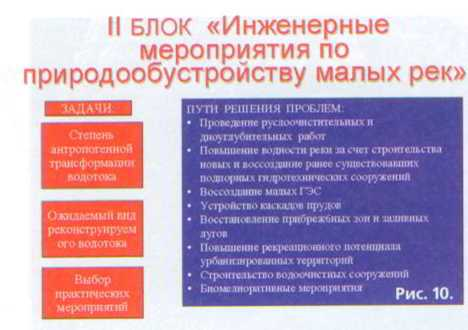 II БЛОК «Инженерные
мероприятия по
природообустройству малых рек»
ЗАДАЧИ:
Степень
антропогенной
трансформации
водотока
Ожидаемый вид
реконструируем
ого водотока
Выбор
практических
мероприятий
ПУТИ РЕШЕНИЯ ПРОБЛЕМ:
• Проведение руслоочистительных и
дноуглубительных работ
• Повышение водности реки за счет строительства
новых и воссоздание ранее существовавших
подпорных гидротехнических сооружений
• Воссоздание малых ГЭС
• Устройство каскадов прудов
• Восстановление прибрежных зон и заливных
лугов
• Повышение рекреационного потенциала
урбанизированных территорий
• Строительство водоочистных сооружений
• Биомелиоративные мероприятия
Рис. 10.